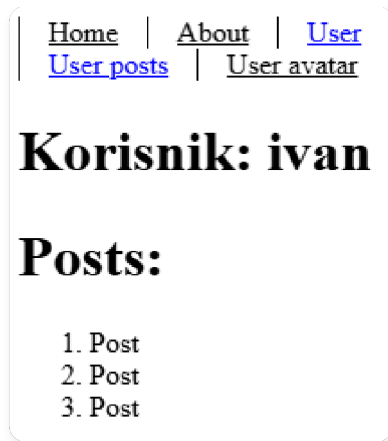 Home About User
User posts User avatar
Korisnik: ivan
Posts:
1. Post
2. Post
3. Post